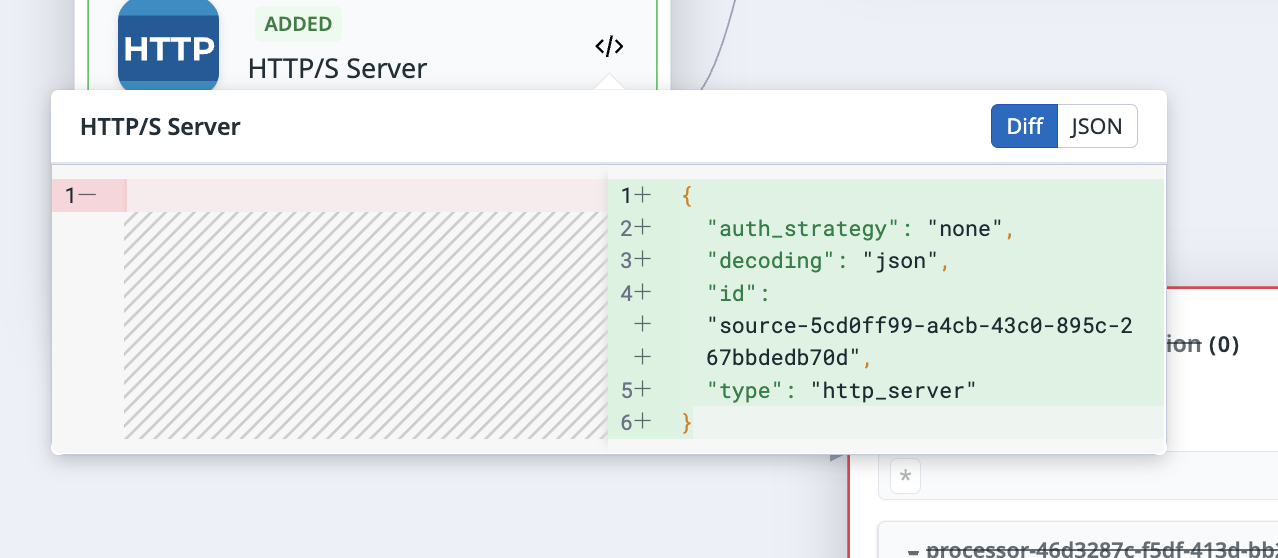 HTTP
ADDED
</>
HTTP/S Server
HTTP/S Server
Diff
JSON
1—
1+ {
2+ "auth_strategy": "none",
3+ "decoding": "json",
4+ "id":
+ "source-5cd0ff99-a4cb-43c0-895c-2
+ 67bbdedb70d",
5+ "type": "http_server"
6+ }
ion (0)
*
processor-46d3287c-f5df-413d-bb